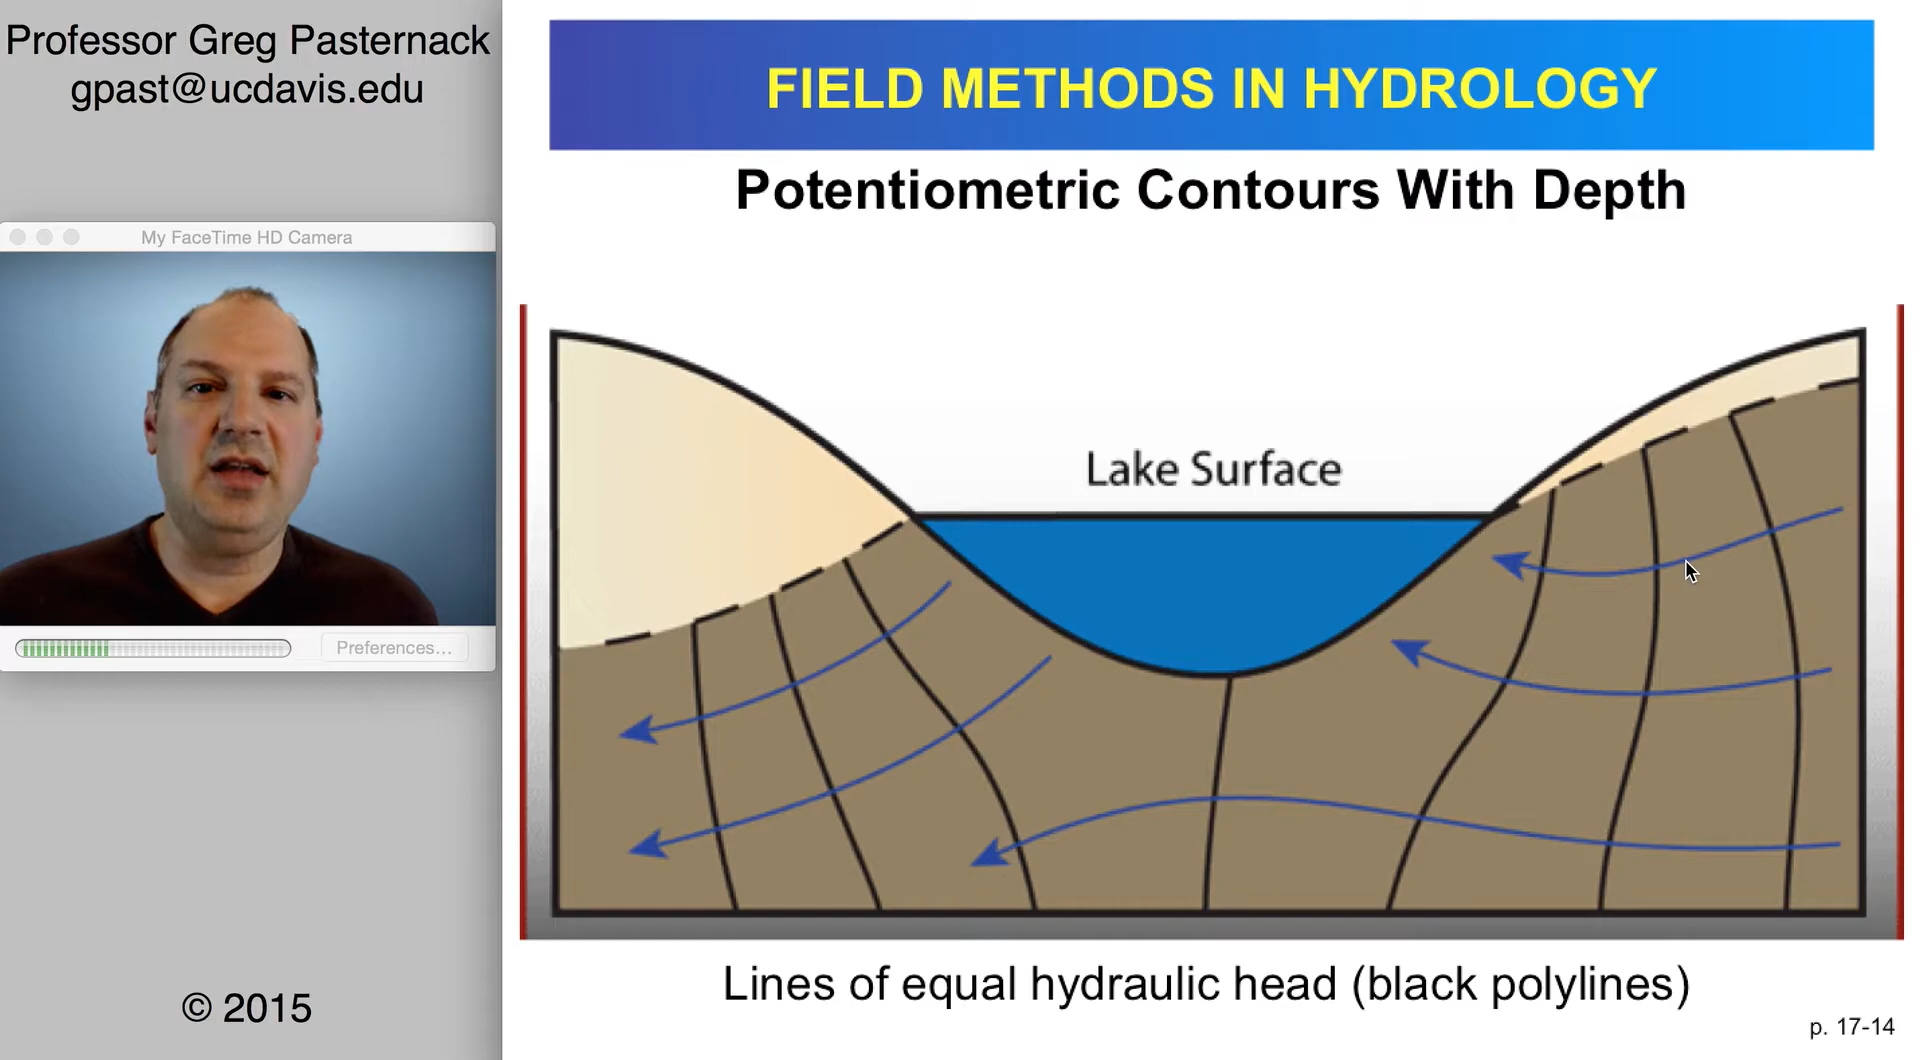 Professor Greg Pasternack
gpast@ucdavis.edu
My FaceTime HD Camera
Preferences...
© 2015
FIELD METHODS IN HYDROLOGY
Potentiometric Contours With Depth
Lake Surface
Lines of equal hydraulic head (black polylines)
p. 17-14